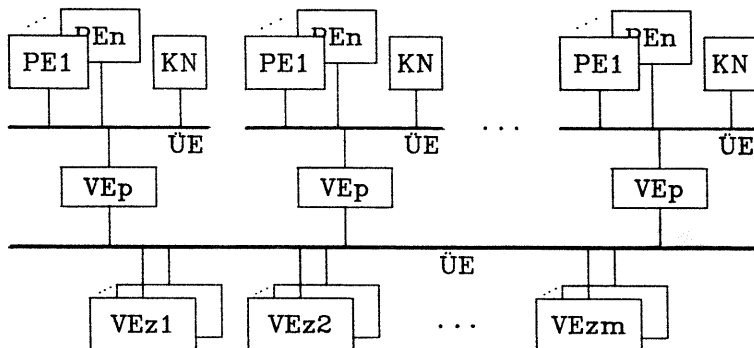 PEn PEn PEn
PE1 KN PE1 KN PE1 KN
ÜE ÜE . . . ÜE
VEp VEp VEp
ÜE
VEz1 VEz2 . . . VEzm